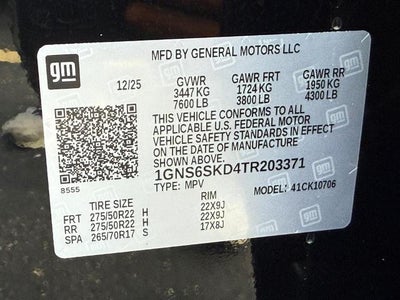 gm
MFD BY GENERAL MOTORS LLC
12/25 GVWR GAWR FRT GAWR RR
3447 KG 1724 KG 1950 KG
7600 LB 3800 LB 4300 LB
THIS VEHICLE CONFORMS TO ALL
APPLICABLE U.S. FEDERAL MOTOR
VEHICLE SAFETY STANDARDS IN EFFECT
ON THE DATE OF MANUFACTURE
SHOWN ABOVE.
1GNS6SKD4TR203371
8555 TYPE: MPV MODEL: 41CK10706
TIRE SIZE RIM
FRT 275/50R22 H 22X9J
RR 275/50R22 H 22X9J
SPA 265/70R17 S 17X8J
gm